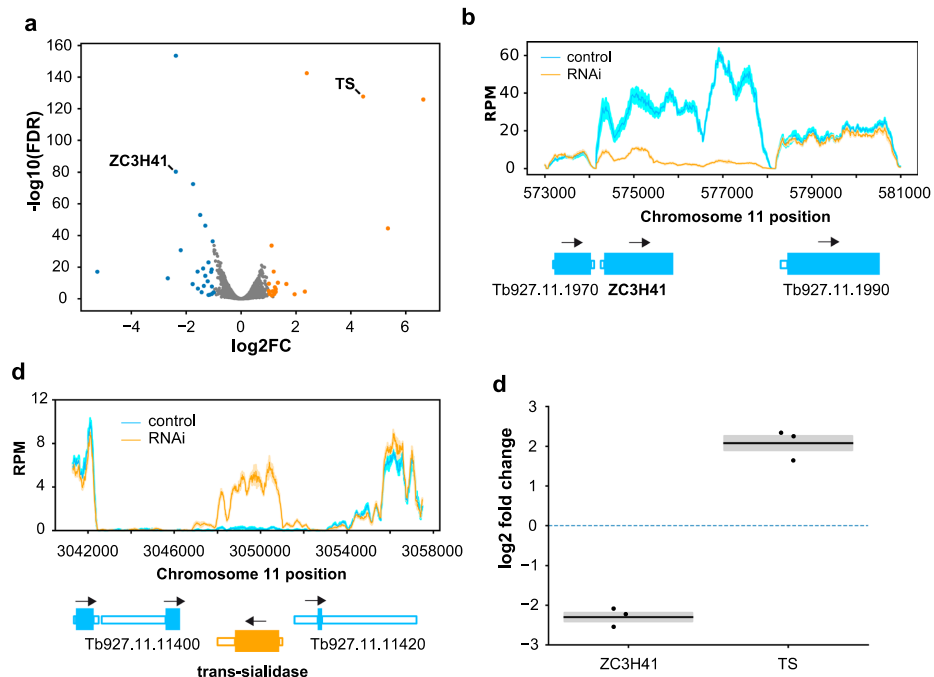 a
160
140
120
100
80
60
40
20
0
-log10(FDR)
TS
ZC3H41
−4
−2
0
2
4
6
log2FC
b
60
40
20
0
RPM
control
RNAi
573000
575000
577000
579000
581000
Chromosome 11 position
Tb927.11.1970
ZC3H41
Tb927.11.1990
d
12
8
4
0
RPM
control
RNAi
3042000
3046000
3050000
3054000
3058000
Chromosome 11 position
Tb927.11.11400
Tb927.11.11420
trans-sialidase
d
3
2
1
0
−1
−2
−3
log2 fold change
ZC3H41
TS